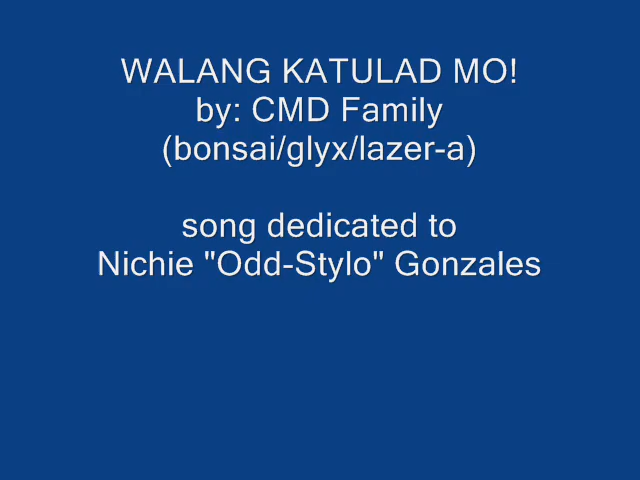 WALANG KATULAD MO!
by: CMD Family
(bonsai/glyx/lazer-a)
song dedicated to
Nichie "Odd-Stylo" Gonzales